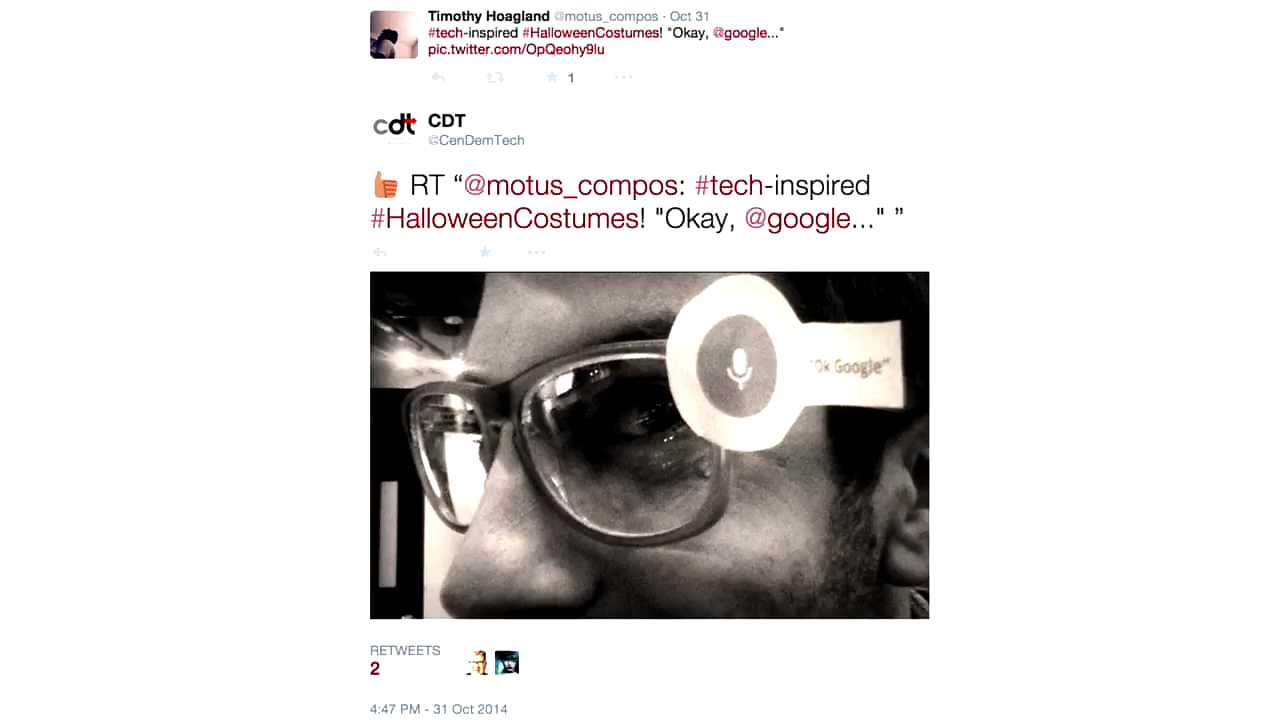 Timothy Hoagland @motus_compos · Oct 31
#tech-inspired #HalloweenCostumes! "Okay, @google..."
pic.twitter.com/OpQeohy9lu
1
cdt CDT
@CenDemTech
RT “@motus_compos: #tech-inspired
#HalloweenCostumes! "Okay, @google..." ”
"Ok Google"
RETWEETS
2
4:47 PM - 31 Oct 2014